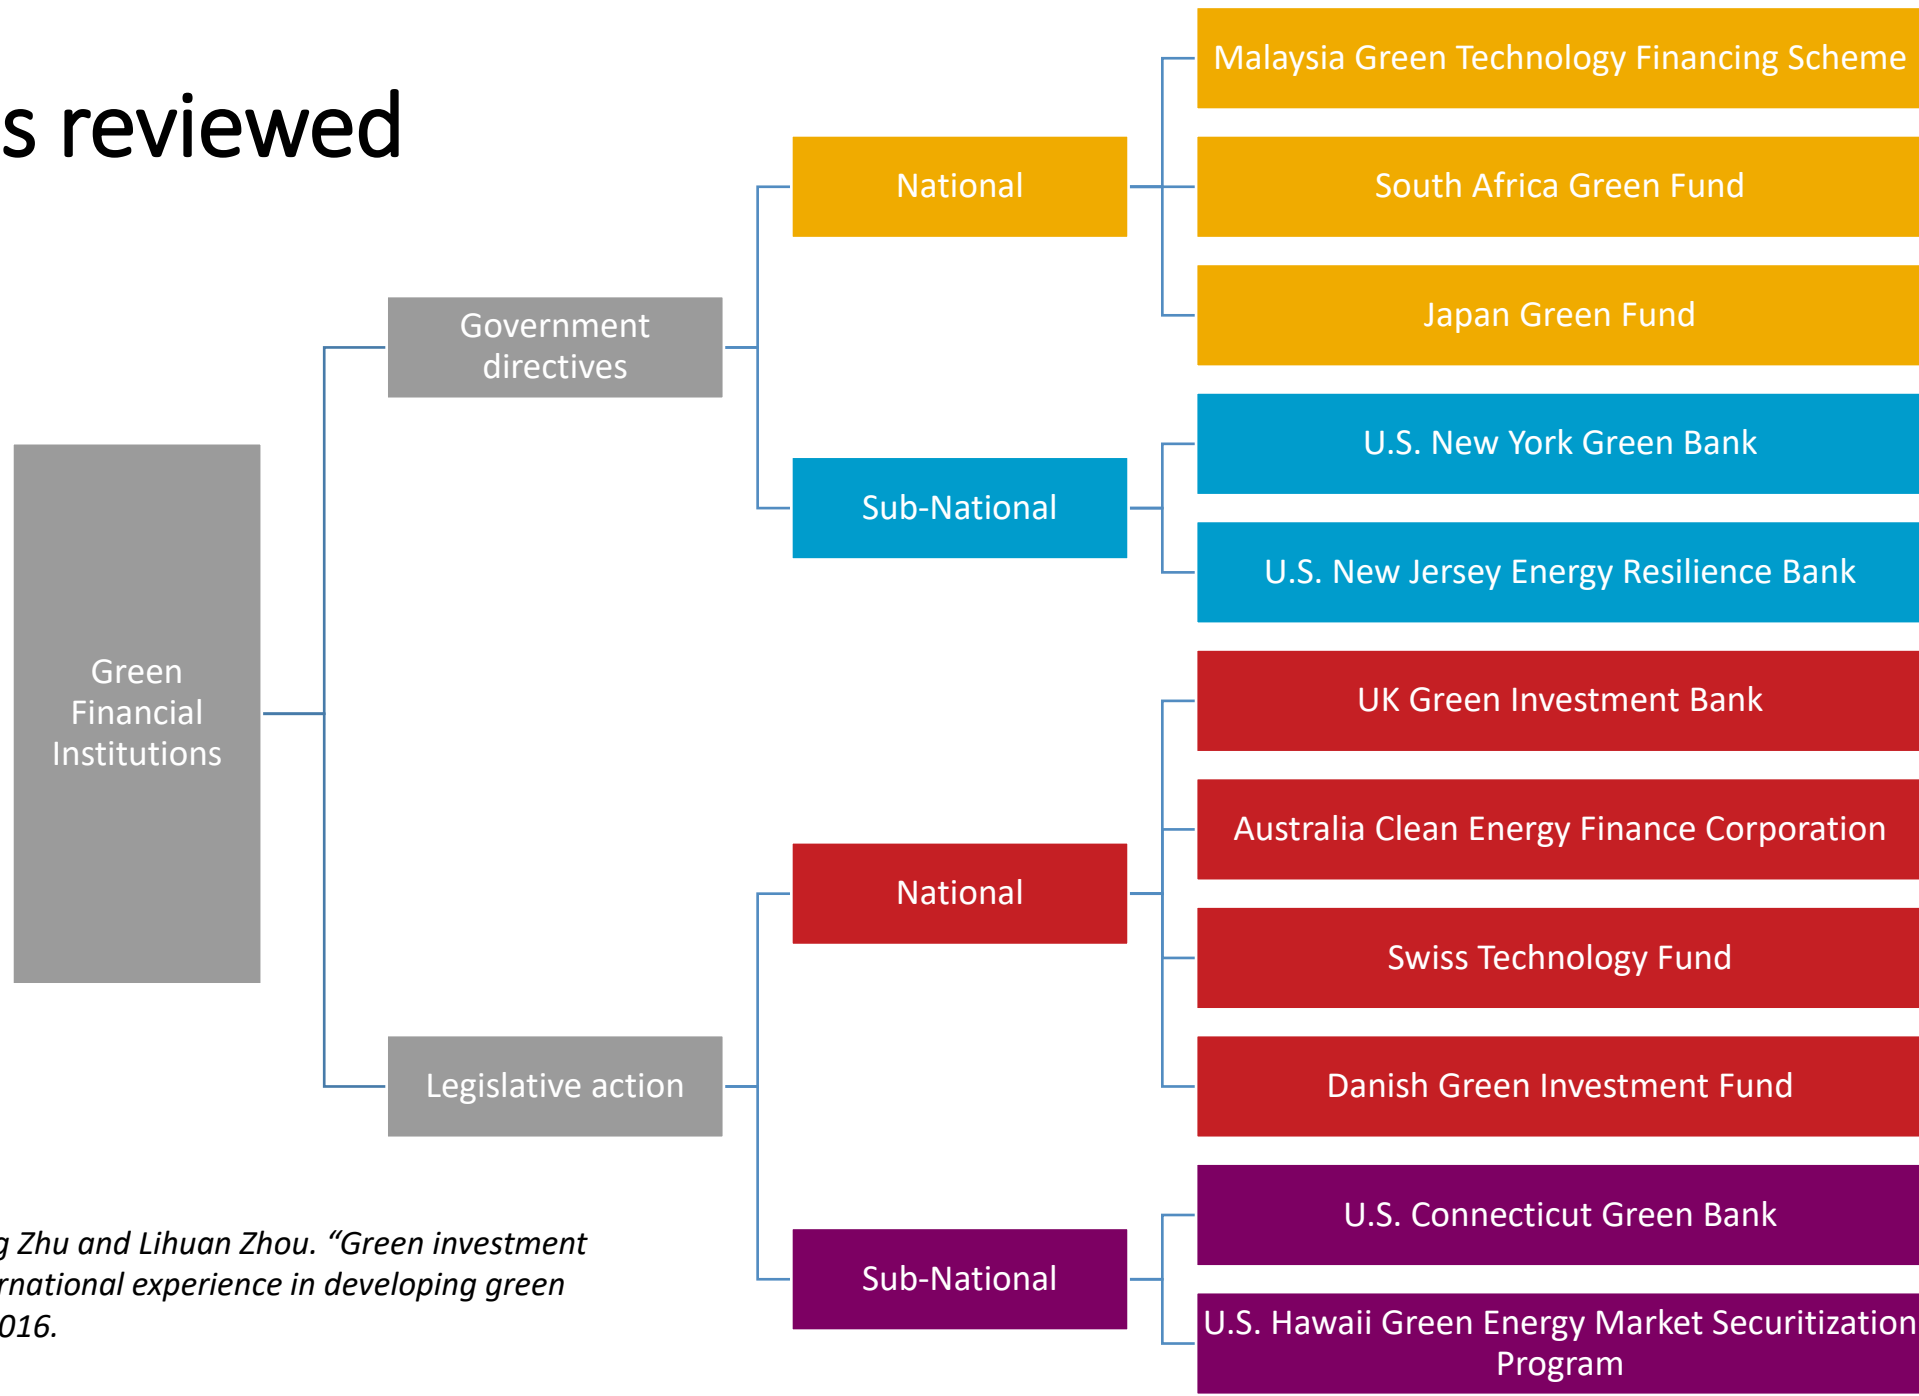 s reviewed
Malaysia Green Technology Financing Scheme
National
South Africa Green Fund
Japan Green Fund
Government
directives
U.S. New York Green Bank
Sub-National
U.S. New Jersey Energy Resilience Bank
Green
Financial
Institutions
UK Green Investment Bank
Australia Clean Energy Finance Corporation
National
Swiss Technology Fund
Legislative action
Danish Green Investment Fund
U.S. Connecticut Green Bank
Sub-National
U.S. Hawaii Green Energy Market Securitization
Program
g Zhu and Lihuan Zhou. “Green investment
ernational experience in developing green
016.